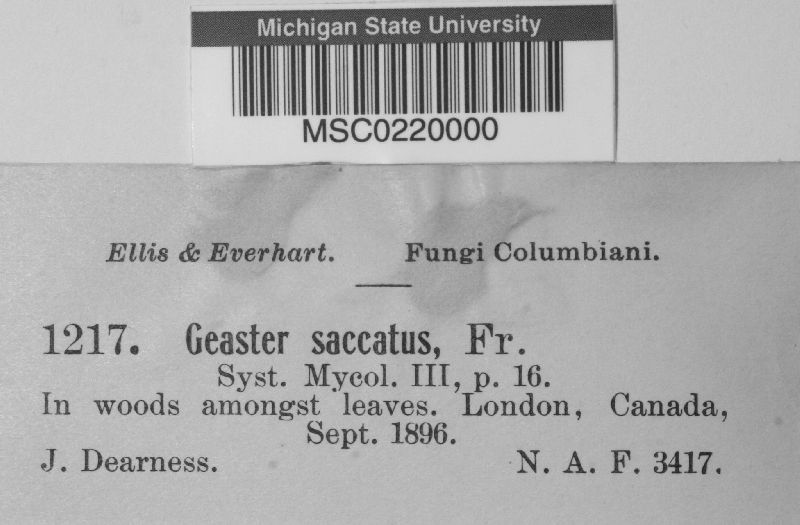 Michigan State University
MSC0220000
Ellis & Everhart. Fungi Columbiani.
1217. Geaster saccatus, Fr.
Syst. Mycol. III, p. 16.
In woods amongst leaves. London, Canada,
Sept. 1896.
J. Dearness. N. A. F. 3417.